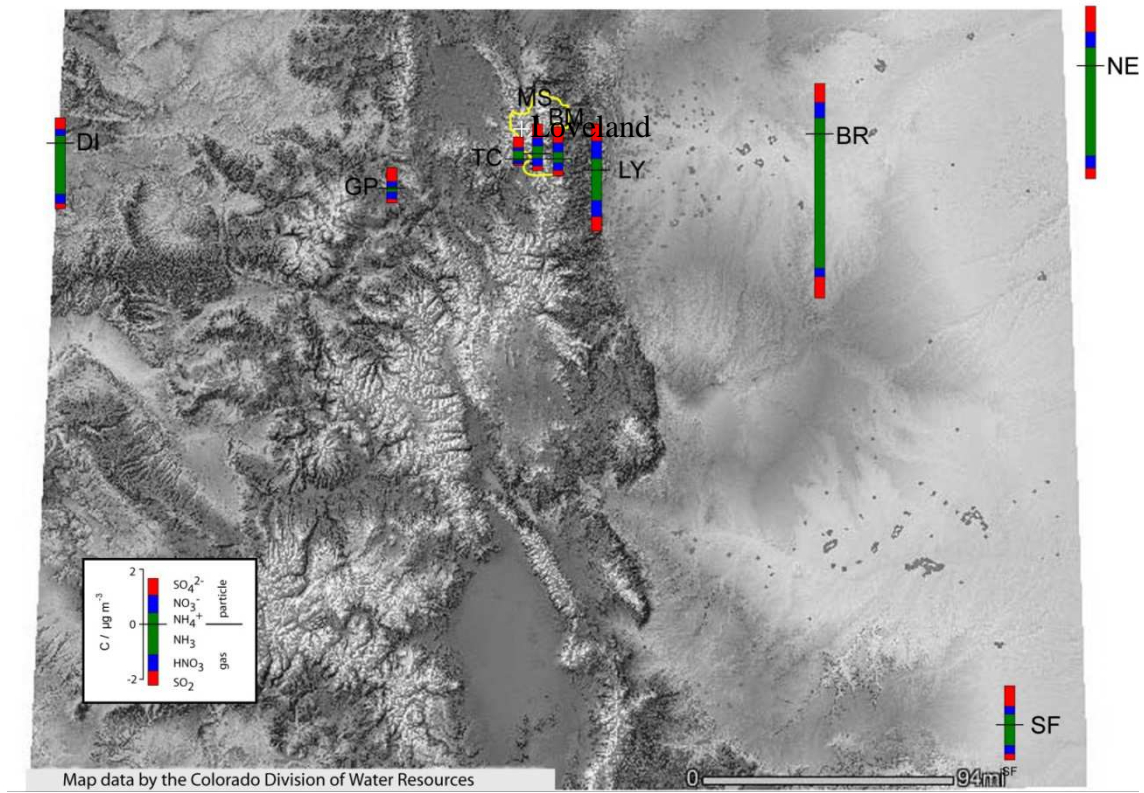 NE
MS
BM
Loveland
BR
DI
TC
LY
GP
2
SO₄²⁻
NO₃⁻
NH₄⁺
particle
0
C / µg m⁻³
NH₃
gas
HNO₃
-2
SO₂
SF
SF
0
94mi
Map data by the Colorado Division of Water Resources